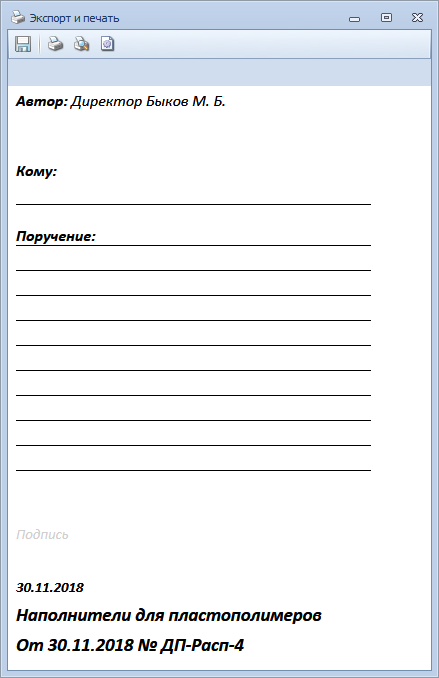 Экспорт и печать
Автор: Директор Быков М. Б.
Кому:
Поручение:
Подпись
30.11.2018
Наполнители для пластополимеров
От 30.11.2018 № ДП-Расп-4